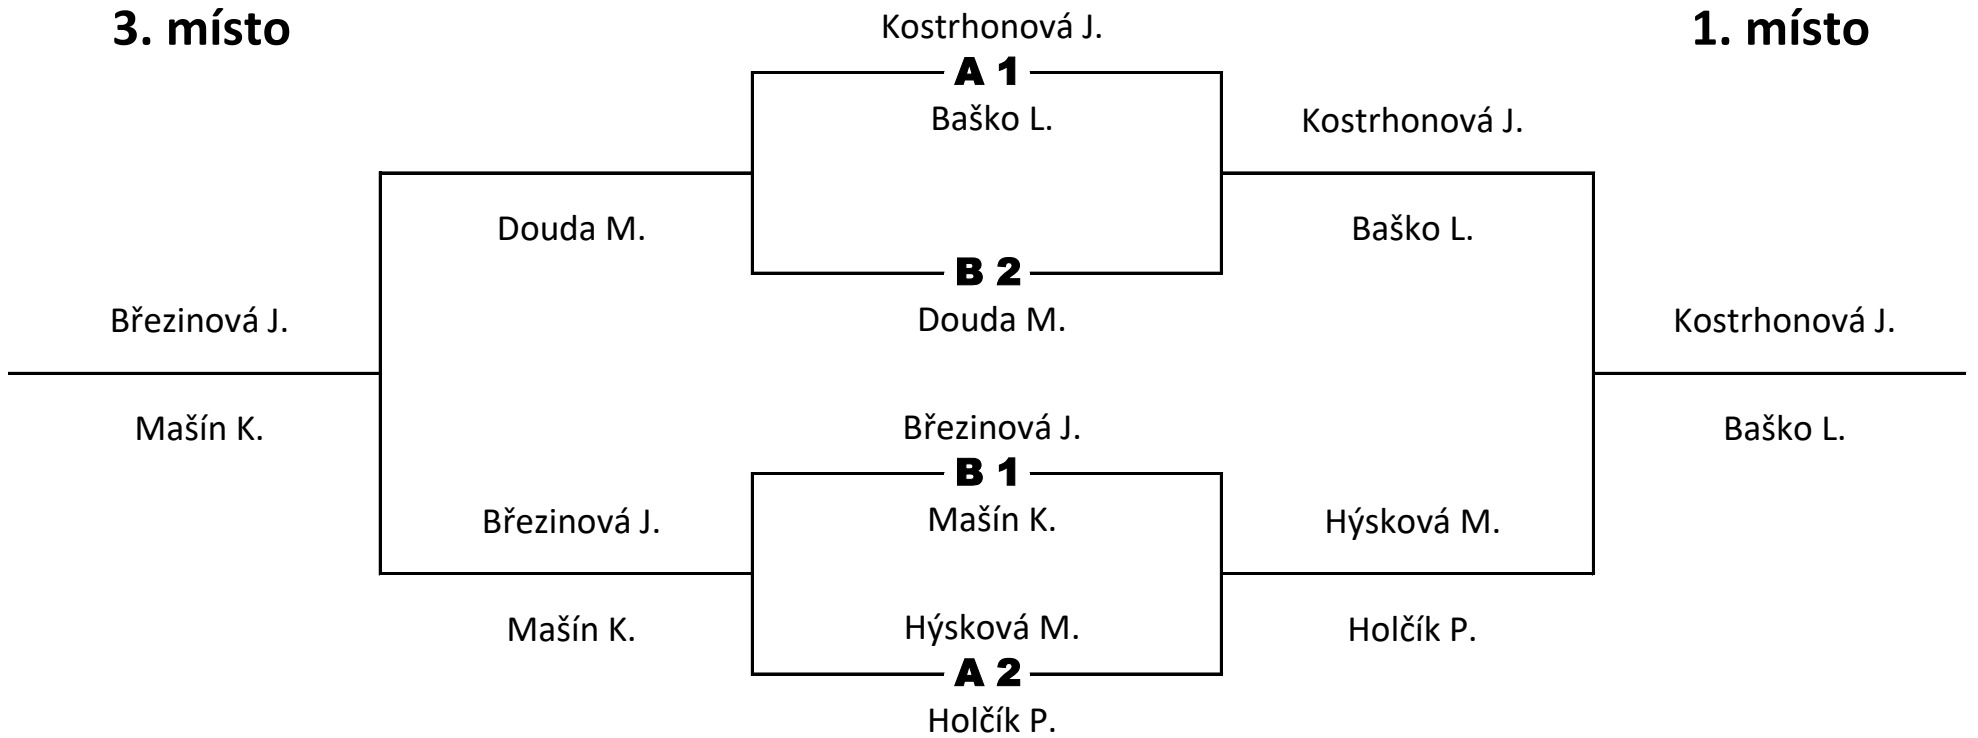 3. místo
Kostrhonová J.
1. místo
A 1
Baško L.
Kostrhonová J.
Douda M.
Baško L.
B 2
Březinová J.
Douda M.
Kostrhonová J.
Mašín K.
Březinová J.
Baško L.
B 1
Březinová J.
Mašín K.
Hýsková M.
Mašín K.
Hýsková M.
Holčík P.
A 2
Holčík P.